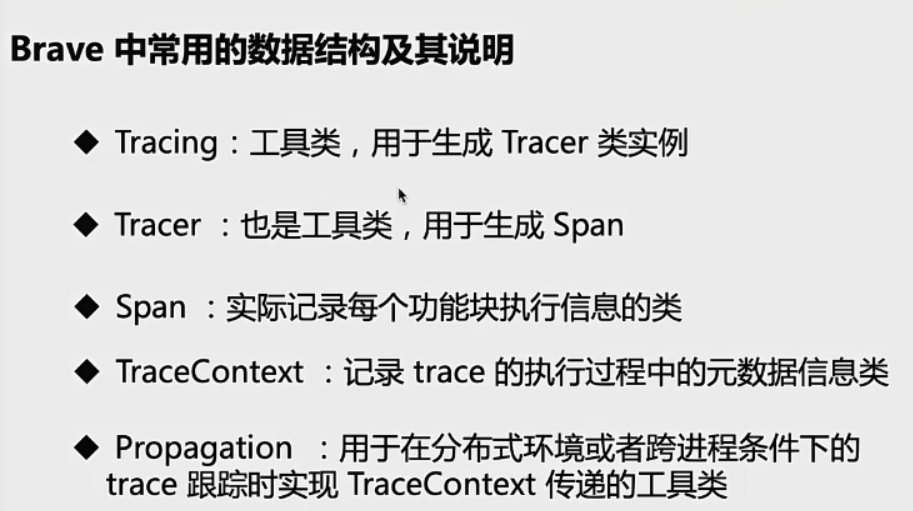 Brave 中常用的数据结构及其说明
◆ Tracing：工具类，用于生成 Tracer 类实例
◆ Tracer ：也是工具类，用于生成 Span
◆ Span ：实际记录每个功能块执行信息的类
◆ TraceContext ：记录 trace 的执行过程中的元数据信息类
◆ Propagation ：用于在分布式环境或者跨进程条件下的
trace 跟踪时实现 TraceContext 传递的工具类